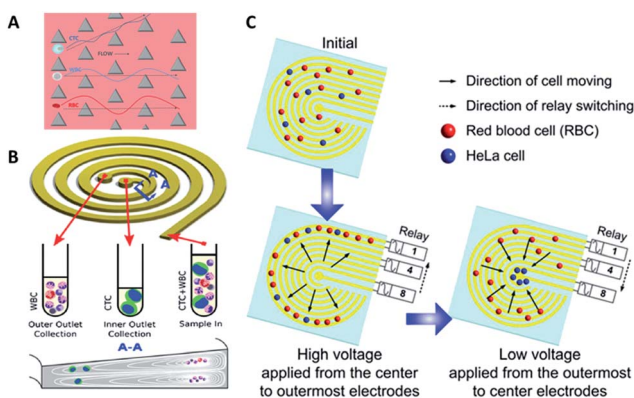 A
CTC
FLOW
WBC
RBC
B
A
A
WBC
Outer Outlet
Collection
CTC
Inner Outlet
Collection
CTC+WBC
Sample In
A-A
C
Initial
Direction of cell moving
Direction of relay switching
Red blood cell (RBC)
HeLa cell
Relay
1
4
8
High voltage
applied from the center
to outermost electrodes
Relay
1
4
8
Low voltage
applied from the outermost
to center electrodes